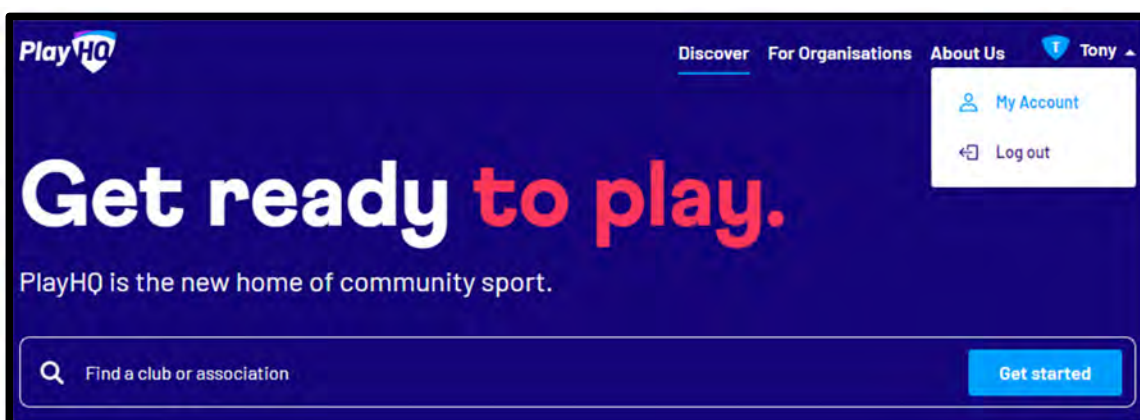 PlayHQ
Discover For Organisations About Us T Tony
My Account
Log out
Get ready to play.
PlayHQ is the new home of community sport.
Find a club or association Get started